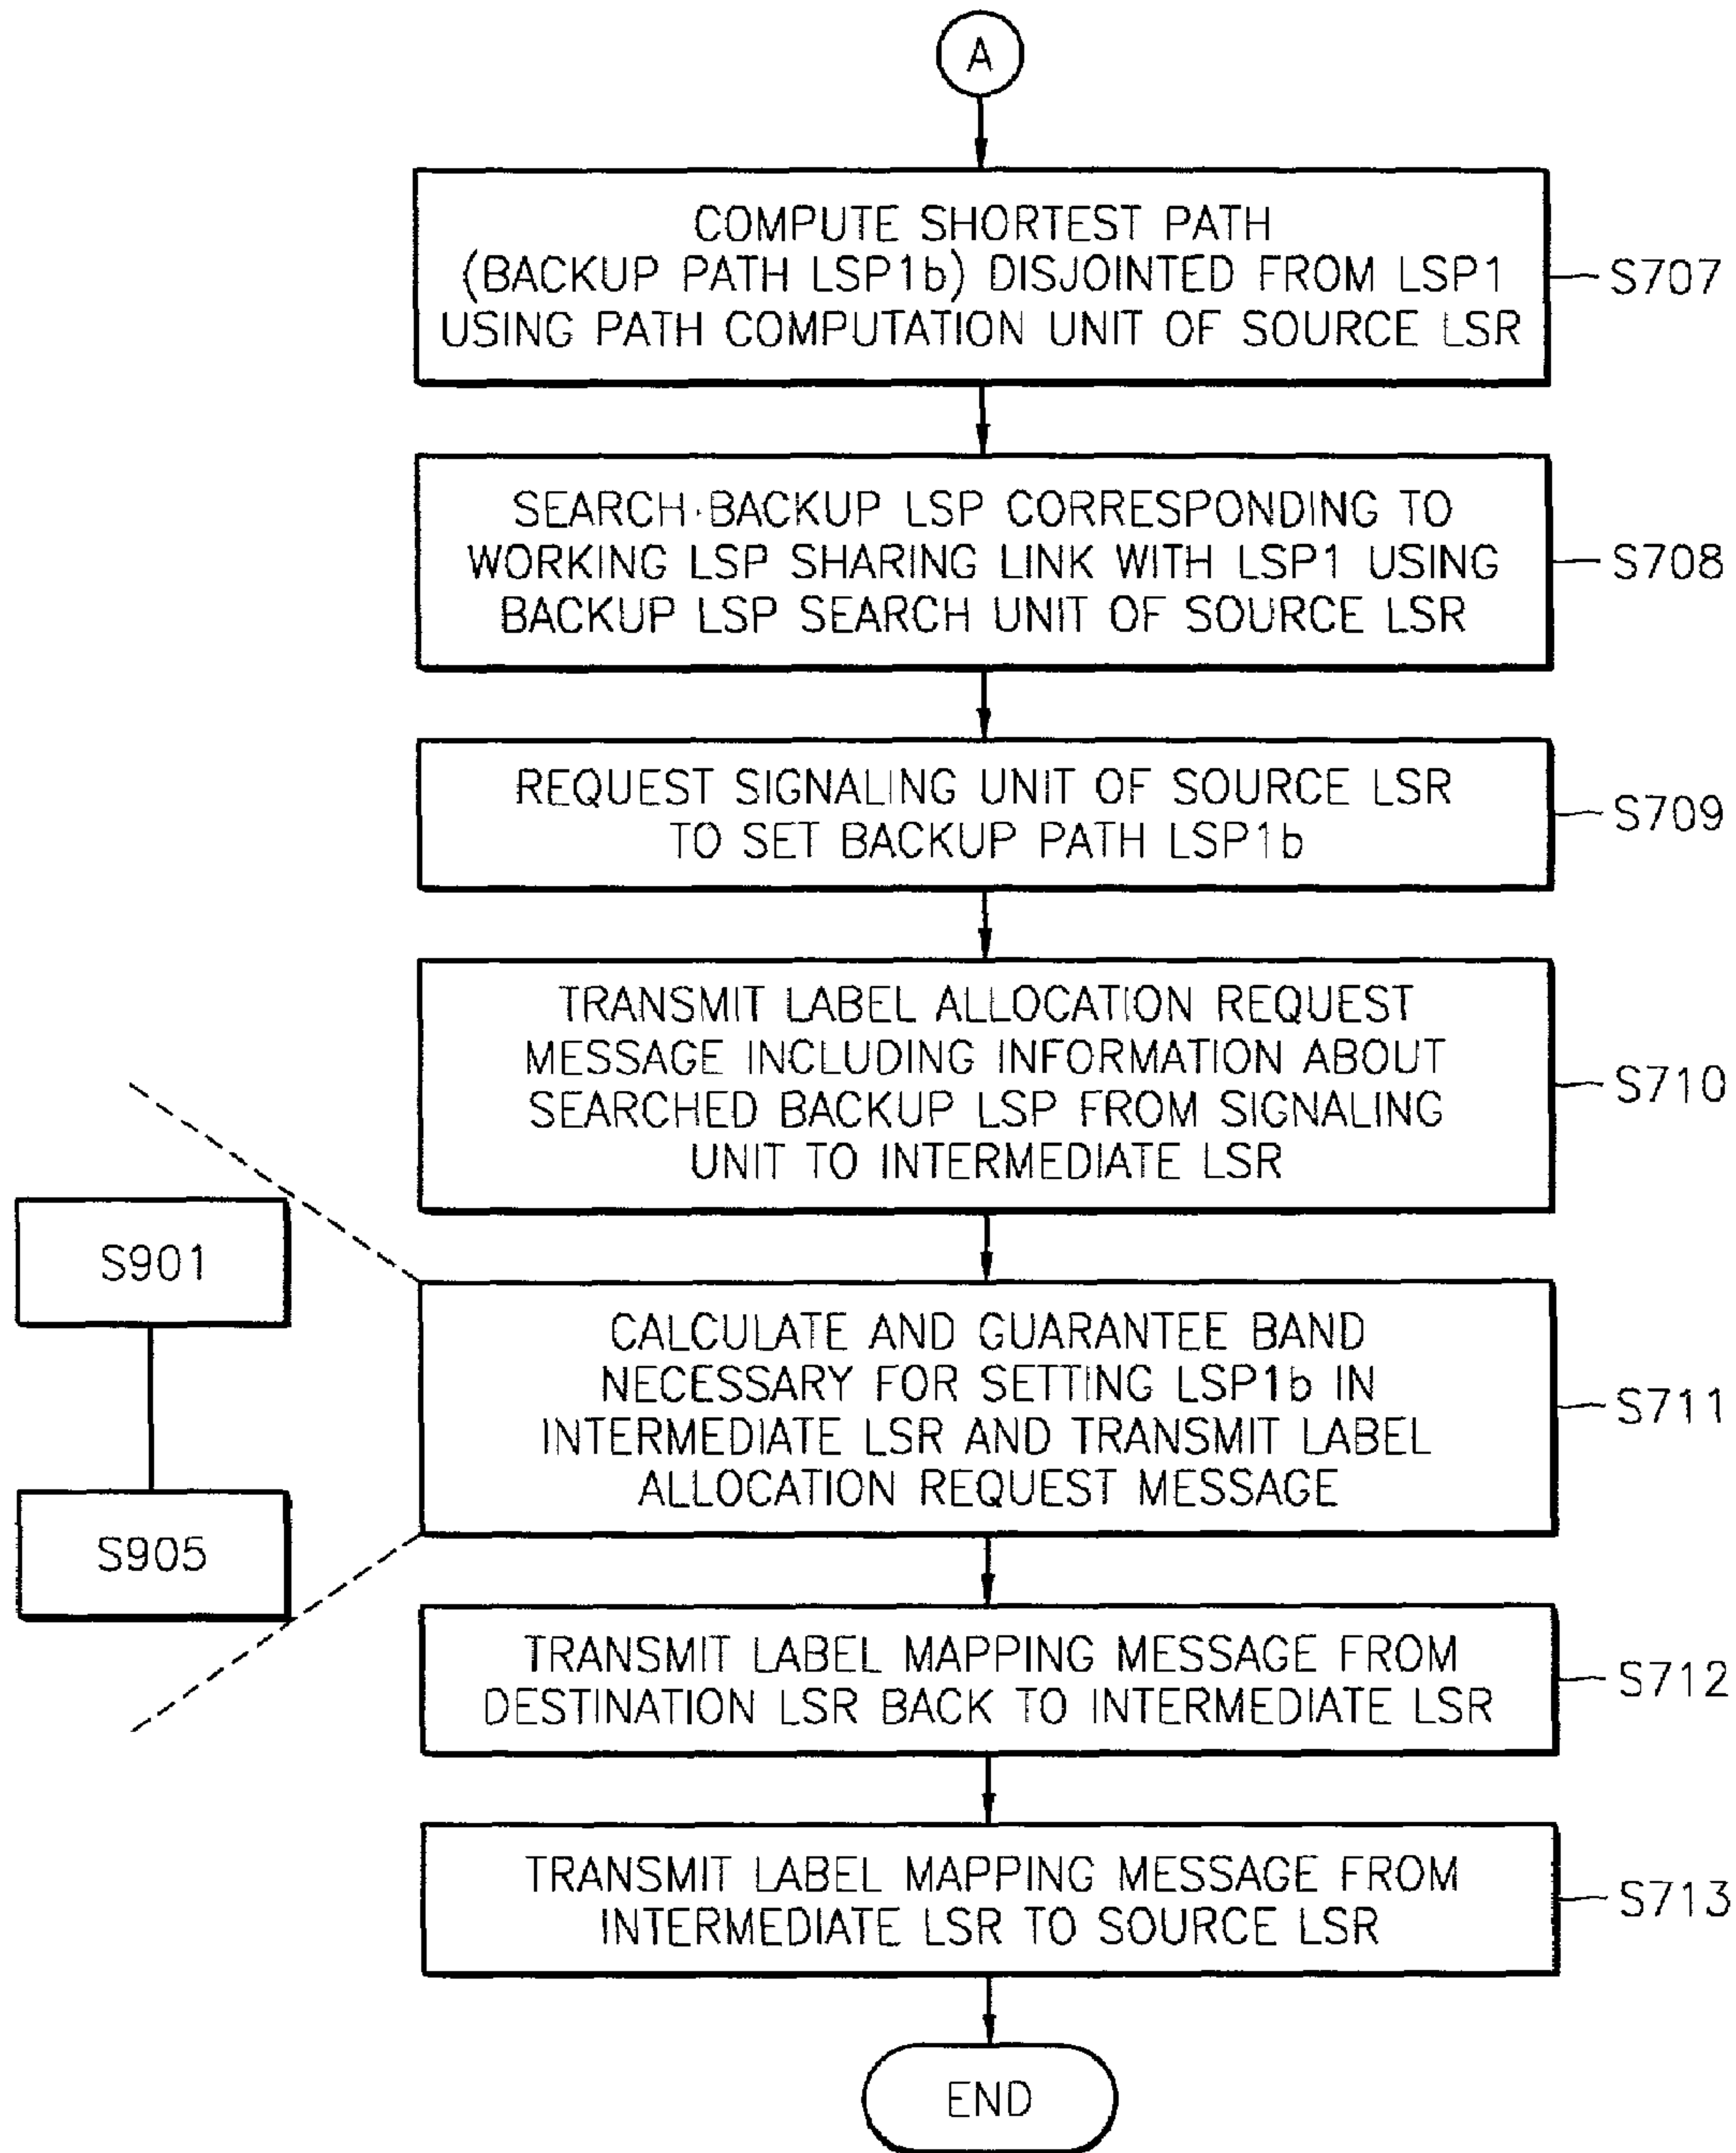 A
COMPUTE SHORTEST PATH
(BACKUP PATH LSP1b) DISJOINTED FROM LSP1
USING PATH COMPUTATION UNIT OF SOURCE LSR
S707
SEARCH BACKUP LSP CORRESPONDING TO
WORKING LSP SHARING LINK WITH LSP1 USING
BACKUP LSP SEARCH UNIT OF SOURCE LSR
S708
REQUEST SIGNALING UNIT OF SOURCE LSR
TO SET BACKUP PATH LSP1b
S709
TRANSMIT LABEL ALLOCATION REQUEST
MESSAGE INCLUDING INFORMATION ABOUT
SEARCHED BACKUP LSP FROM SIGNALING
UNIT TO INTERMEDIATE LSR
S710
S901
S905
CALCULATE AND GUARANTEE BAND
NECESSARY FOR SETTING LSP1b IN
INTERMEDIATE LSR AND TRANSMIT LABEL
ALLOCATION REQUEST MESSAGE
S711
TRANSMIT LABEL MAPPING MESSAGE FROM
DESTINATION LSR BACK TO INTERMEDIATE LSR
S712
TRANSMIT LABEL MAPPING MESSAGE FROM
INTERMEDIATE LSR TO SOURCE LSR
S713
END